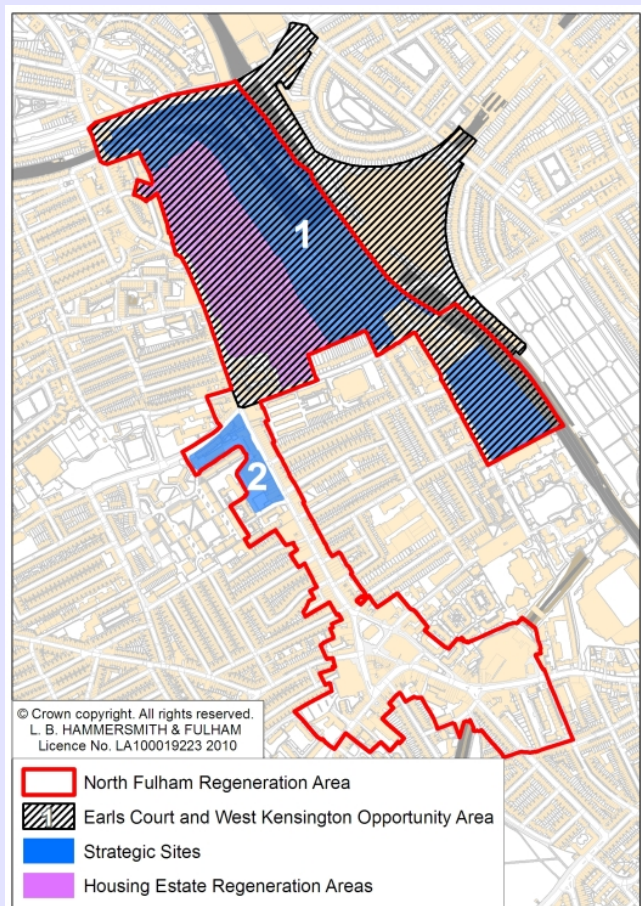 1
2
© Crown copyright. All rights reserved.
L. B. HAMMERSMITH & FULHAM
Licence No. LA100019223 2010
North Fulham Regeneration Area
1 Earls Court and West Kensington Opportunity Area
Strategic Sites
Housing Estate Regeneration Areas